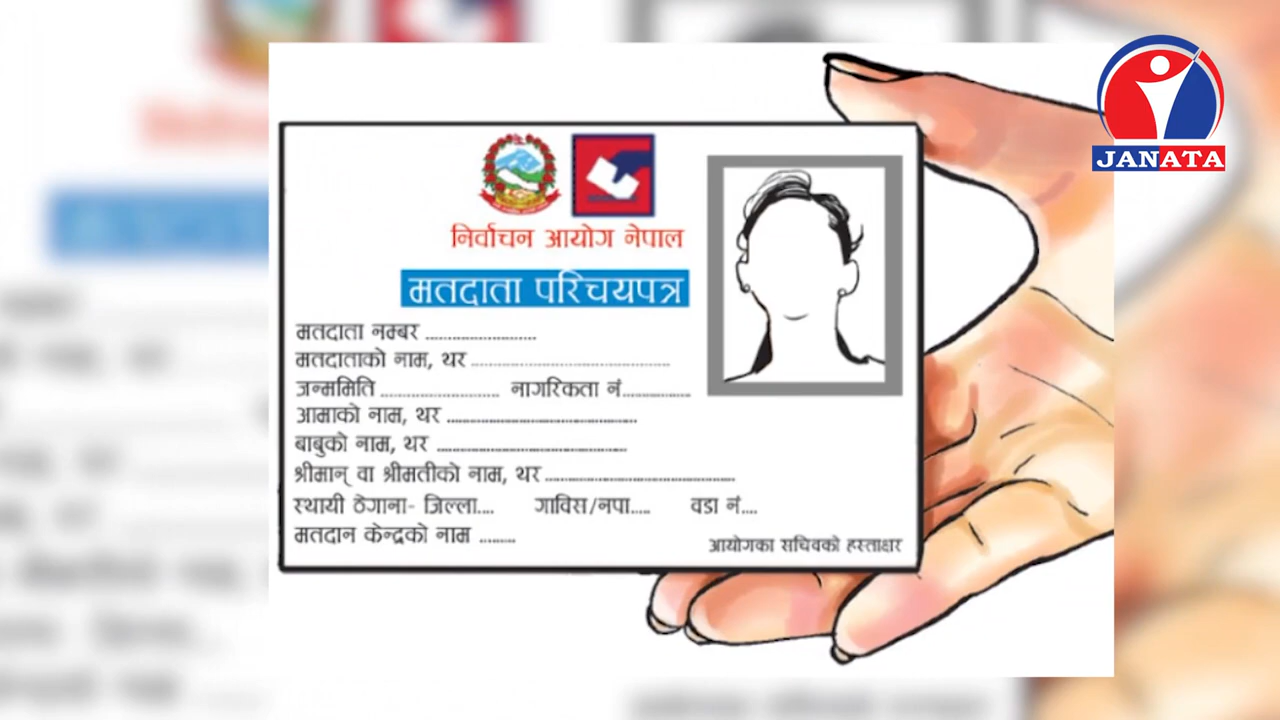 JANATA
निर्वाचन आयोग नेपाल
मतदाता परिचयपत्र
मतदाता नम्बर ..........................
मतदाताको नाम, थर ..............................................
जन्ममिति ........................... नागरिकता नं................
आमाको नाम, थर ...........................................
बाबुको नाम, थर ...........................................
श्रीमान् वा श्रीमतीको नाम, थर ...........................................
स्थायी ठेगाना- जिल्ला.... गाविस/नपा..... वडा नं....
मतदान केन्द्रको नाम ........
आयोगका सचिवको हस्ताक्षर